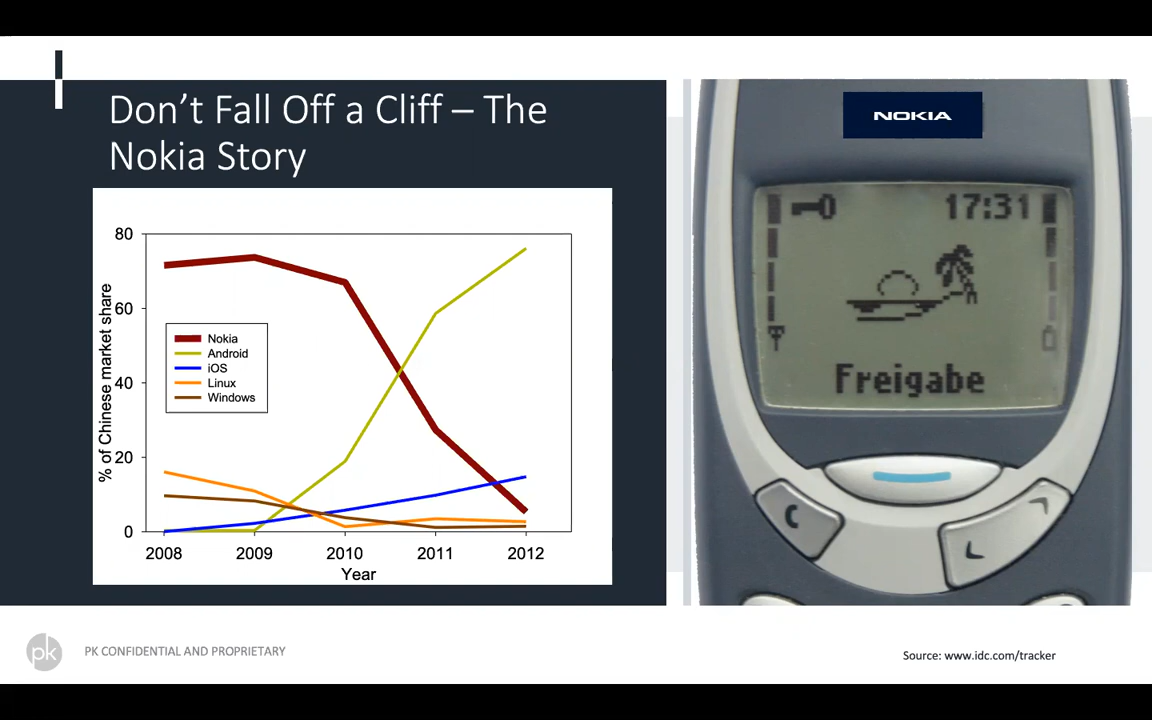 Don't Fall Off a Cliff – The
Nokia Story
80
60
40
20
0
% of Chinese market share
Nokia
Android
iOS
Linux
Windows
2008 2009 2010 2011 2012
Year
NOKIA
17:31
Freigabe
C
pk
PK CONFIDENTIAL AND PROPRIETARY
Source: www.idc.com/tracker